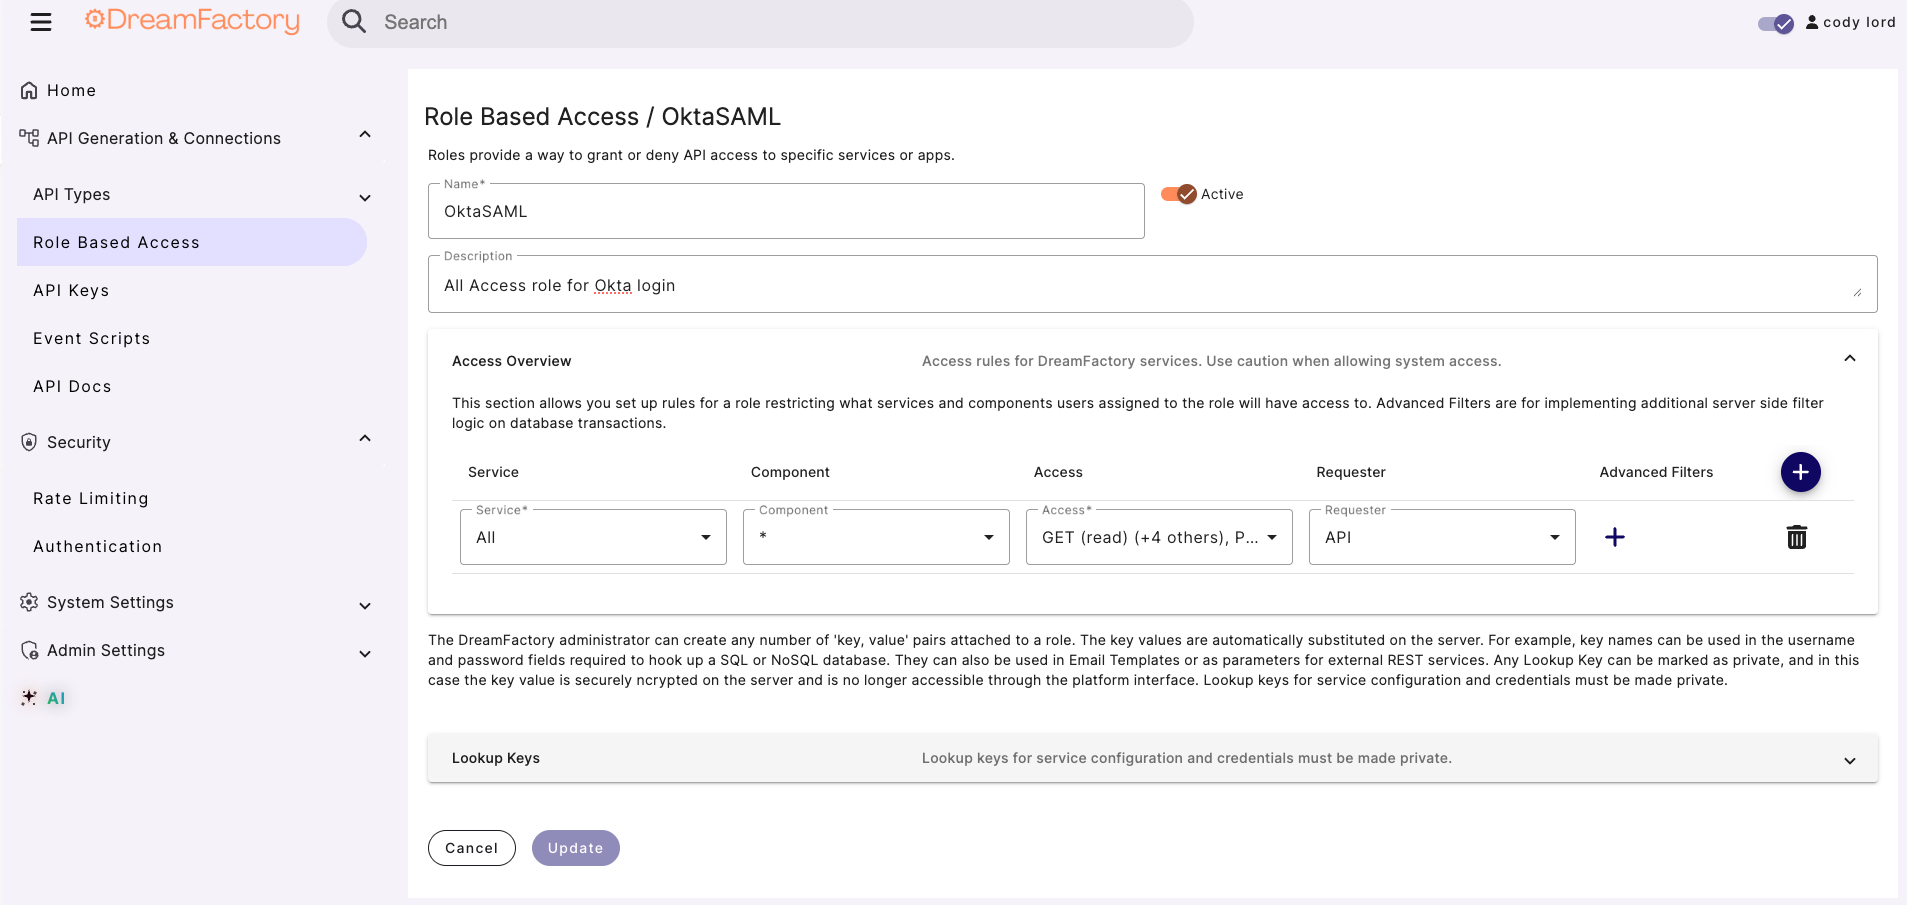 DreamFactory
Search
cody lord
Home
API Generation & Connections
API Types
Role Based Access
API Keys
Event Scripts
API Docs
Security
Rate Limiting
Authentication
System Settings
Admin Settings
AI
Role Based Access / OktaSAML
Roles provide a way to grant or deny API access to specific services or apps.
Name*
OktaSAML
Active
Description
All Access role for Okta login
Access Overview
Access rules for DreamFactory services. Use caution when allowing system access.
This section allows you set up rules for a role restricting what services and components users assigned to the role will have access to. Advanced Filters are for implementing additional server side filter
logic on database transactions.
Service Component Access Requester Advanced Filters
Service* Component Access* Requester
All * GET (read) (+4 others), P... API
The DreamFactory administrator can create any number of 'key, value' pairs attached to a role. The key values are automatically substituted on the server. For example, key names can be used in the username
and password fields required to hook up a SQL or NoSQL database. They can also be used in Email Templates or as parameters for external REST services. Any Lookup Key can be marked as private, and in this
case the key value is securely ncrypted on the server and is no longer accessible through the platform interface. Lookup keys for service configuration and credentials must be made private.
Lookup Keys
Lookup keys for service configuration and credentials must be made private.
Cancel
Update